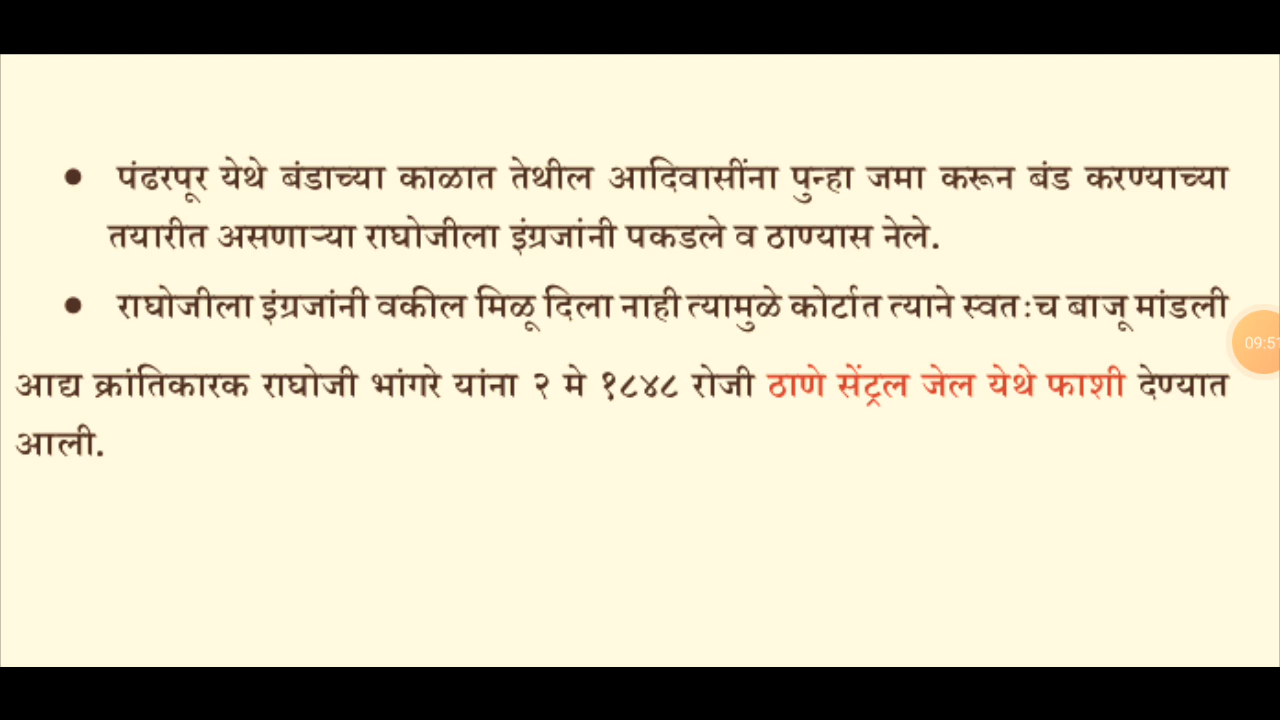 ● पंढरपूर येथे बंडाच्या काळात तेथील आदिवासींना पुन्हा जमा करून बंड करण्याच्या
तयारीत असणाऱ्या राघोजीला इंग्रजांनी पकडले व ठाण्यास नेले.
● राघोजीला इंग्रजांनी वकील मिळू दिला नाही त्यामुळे कोर्टात त्याने स्वतःच बाजू मांडली
आद्य क्रांतिकारक राघोजी भांगरे यांना २ मे १८४८ रोजी ठाणे सेंट्रल जेल येथे फाशी देण्यात
आली.